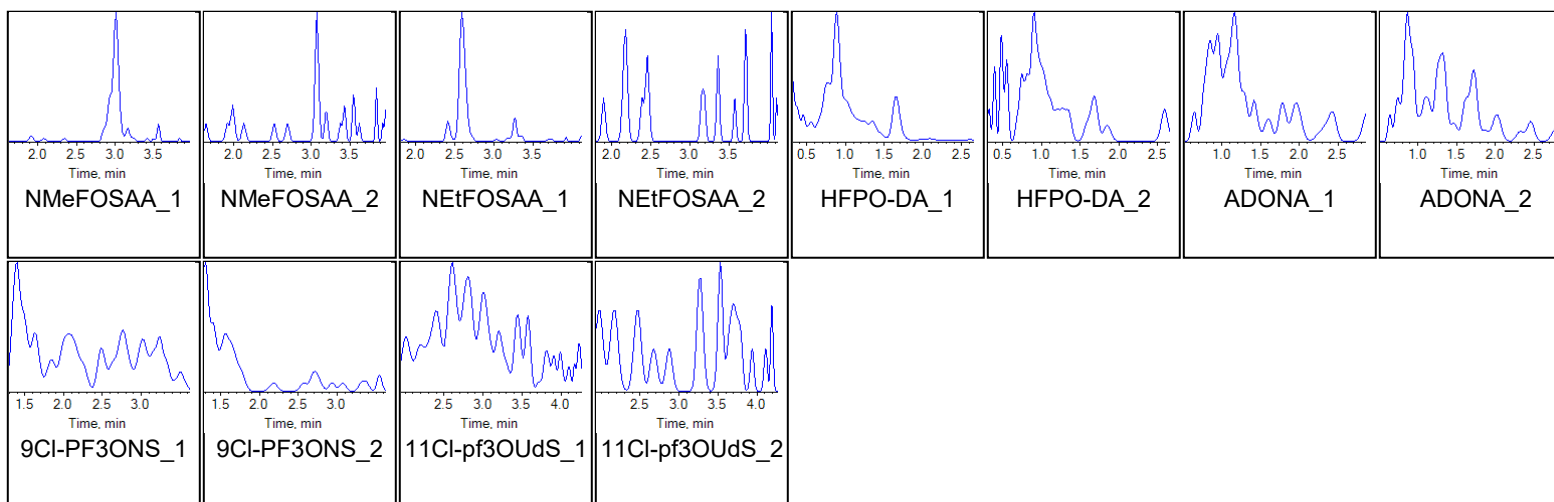 2.0 3.0 3.5
Time, min
NMeFOSAA_1
2.0 2.5 3.0 3.5
Time, min
NMeFOSAA_2
2.0 2.5 3.0 3.5
Time, min
NEtFOSAA_1
2.0 2.5 3.0 3.5
Time, min
NEtFOSAA_2
0.5 1.0 1.5 2.0 2.5
Time, min
HFPO-DA_1
0.5 1.0 1.5 2.0 2.5
Time, min
HFPO-DA_2
1.0 1.5 2.0 2.5
Time, min
ADONA_1
1.0 1.5 2.0 2.5
Time, min
ADONA_2
1.5 2.0 2.5 3.0
Time, min
9Cl-PF3ONS_1
1.5 2.0 2.5 3.0
Time, min
9Cl-PF3ONS_2
2.5 3.0 3.5 4.0
Time, min
11Cl-pf3OUdS_1
2.5 3.0 3.5 4.0
Time, min
11Cl-pf3OUdS_2